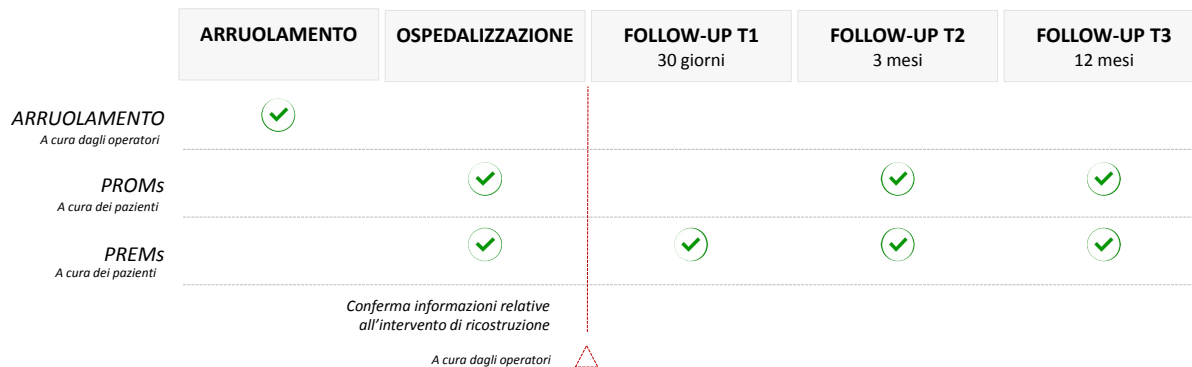 ARRUOLAMENTO
OSPEDALIZZAZIONE
FOLLOW-UP T1
30 giorni
FOLLOW-UP T2
3 mesi
FOLLOW-UP T3
12 mesi
ARRUOLAMENTO
A cura dagli operatori
PROMs
A cura dei pazienti
PREMs
A cura dei pazienti
Conferma informazioni relative
all’intervento di ricostruzione
A cura dagli operatori